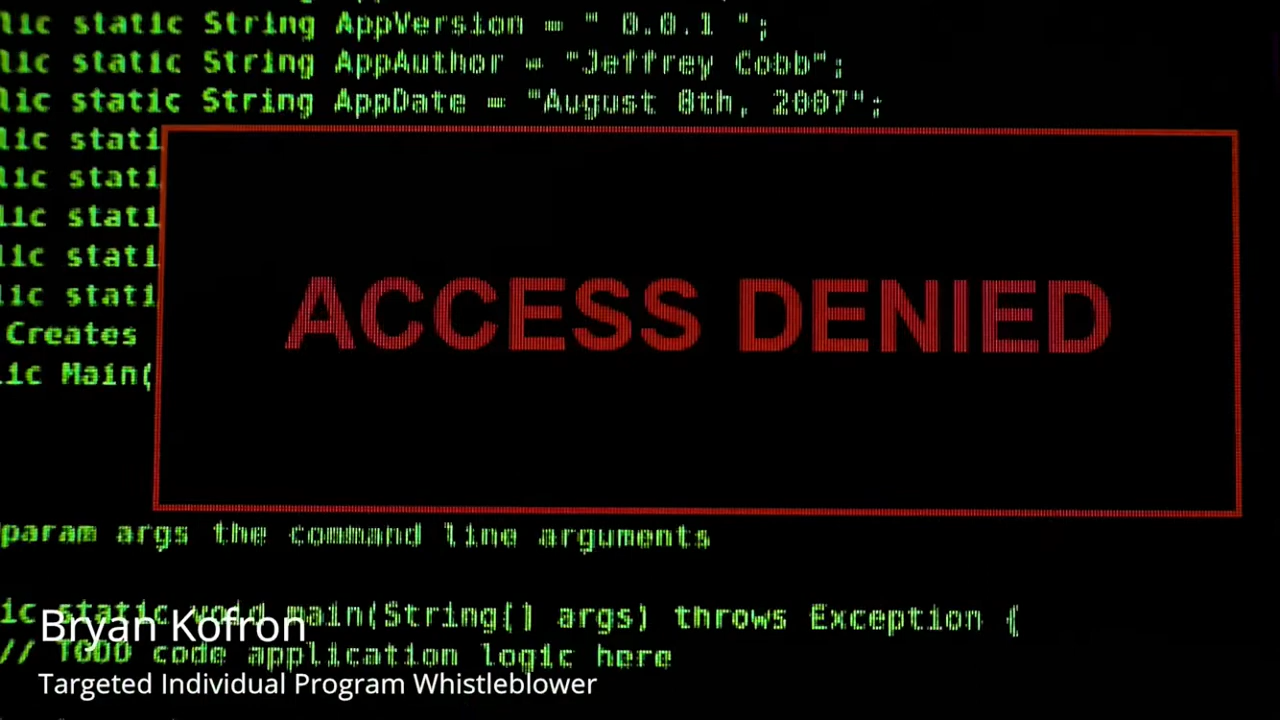 lic static String AppVersion = " 0.0.1 ";
lic static String AppAuthor = "Jeffrey Cobb";
lic static String AppDate = "August 8th, 2007";
lic stati
lic stati
lic stati
lic stati
lic stati
Creates
lic Main(
ACCESS DENIED
param args the command line arguments
ic static void main(String[] args) throws Exception {
Bryan Kofron
// TODO code application logic here
Targeted Individual Program Whistleblower